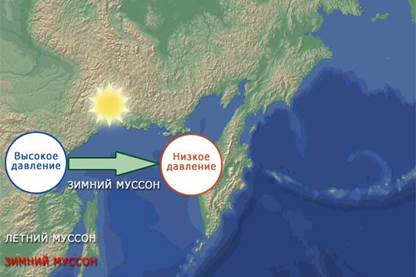 Высокое
давление
Низкое
давление
ЗИМНИЙ МУССОН
ЛЕТНИЙ МУССОН
ЗИМНИЙ МУССОН